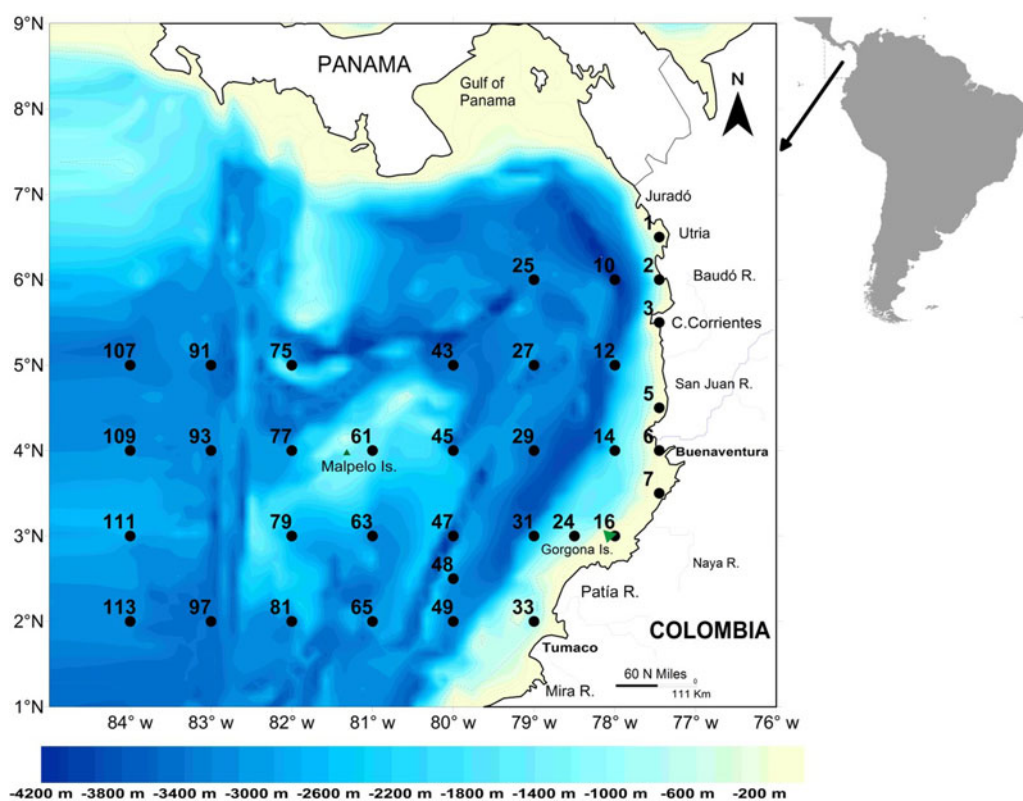 9°N
PANAMA
N
Gulf of
Panama
8°N
7°N
Juradó
1
Utria
25
10
2
Baudó R.
6°N
3
C.Corrientes
107
91
75
43
27
12
5°N
San Juan R.
5
109
93
77
61
45
29
14
6
4°N
Buenaventura
Malpelo Is.
7
111
79
63
47
31
24
16
3°N
Gorgona Is.
48
Naya R.
Patía R.
113
97
81
65
49
33
2°N
COLOMBIA
Tumaco
60 N Miles
0
Mira R.
111 Km
1°N
84° W
82° W
81° W
80° W
79° W
78° W
77° W
76° W
-4200 m
-3800 m
-3400 m
-3000 m
-2600 m
-2200 m
-1800 m
-1400 m
-1000 m
-600 m
-200 m